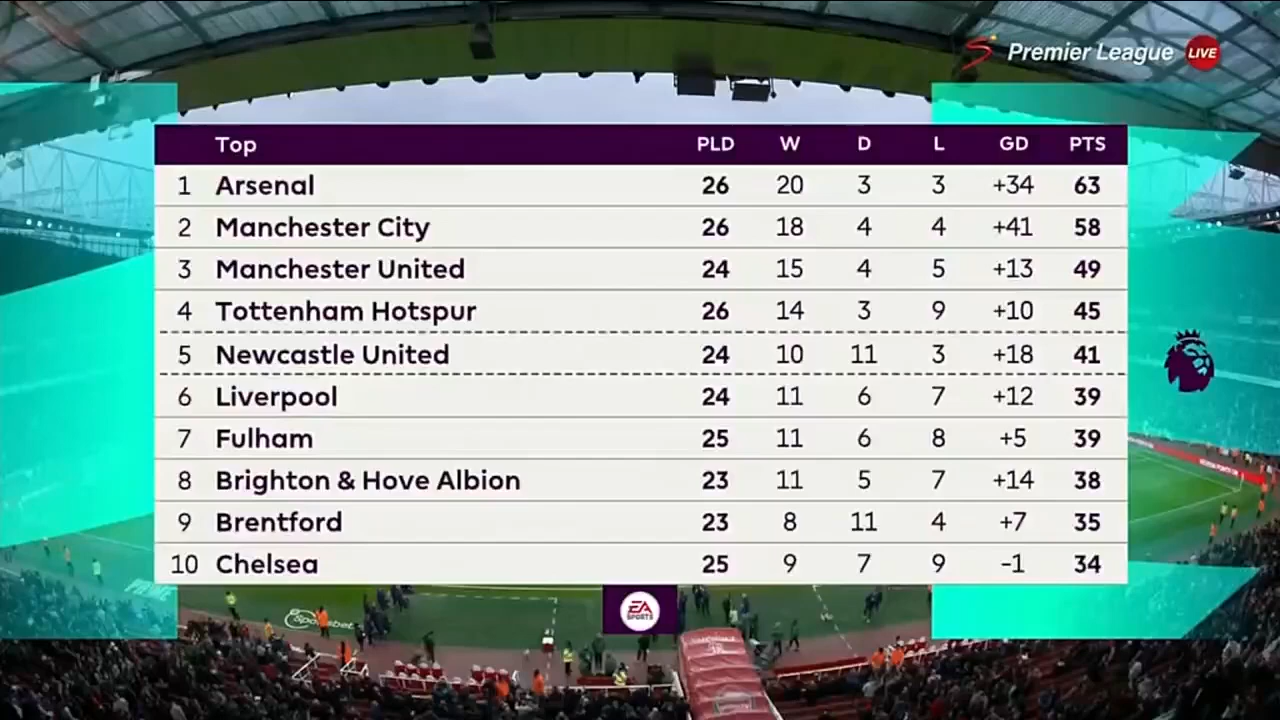 Premier League LIVE
Top PLD W D L GD PTS
1 Arsenal 26 20 3 3 +34 63
2 Manchester City 26 18 4 4 +41 58
3 Manchester United 24 15 4 5 +13 49
4 Tottenham Hotspur 26 14 3 9 +10 45
5 Newcastle United 24 10 11 3 +18 41
6 Liverpool 24 11 6 7 +12 39
7 Fulham 25 11 6 8 +5 39
8 Brighton & Hove Albion 23 11 5 7 +14 38
9 Brentford 23 8 11 4 +7 35
10 Chelsea 25 9 7 9 -1 34
EA
SPORTS